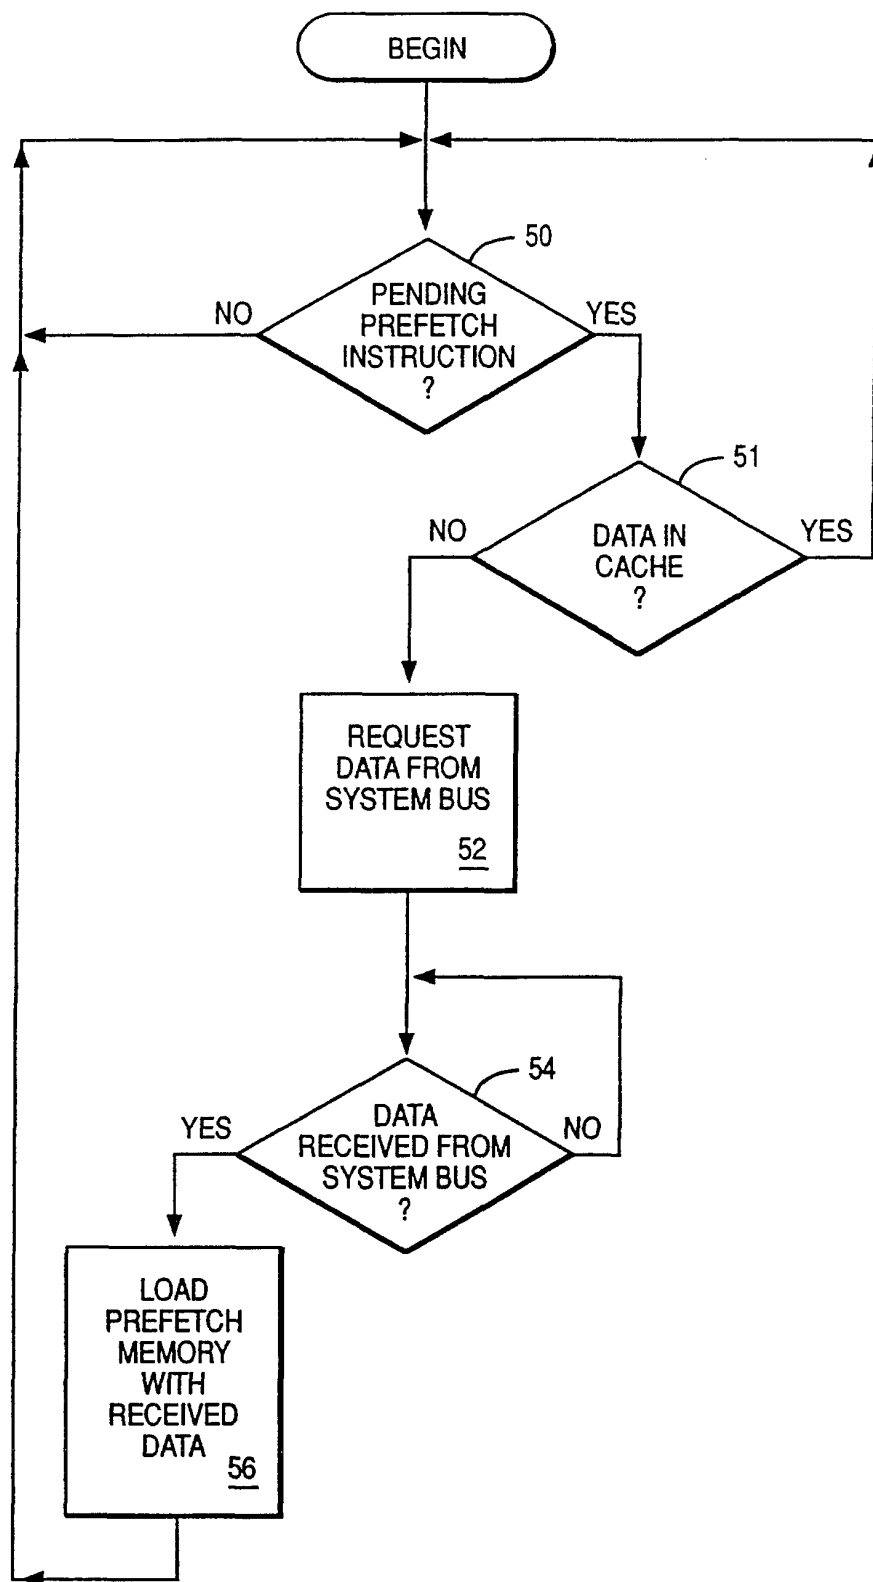 BEGIN
50
NO
PENDING
PREFETCH
INSTRUCTION
?
YES
51
NO
DATA IN
CACHE
?
YES
REQUEST
DATA FROM
SYSTEM BUS
52
54
YES
DATA
RECEIVED FROM
SYSTEM BUS
?
NO
LOAD
PREFETCH
MEMORY
WITH
RECEIVED
DATA
56